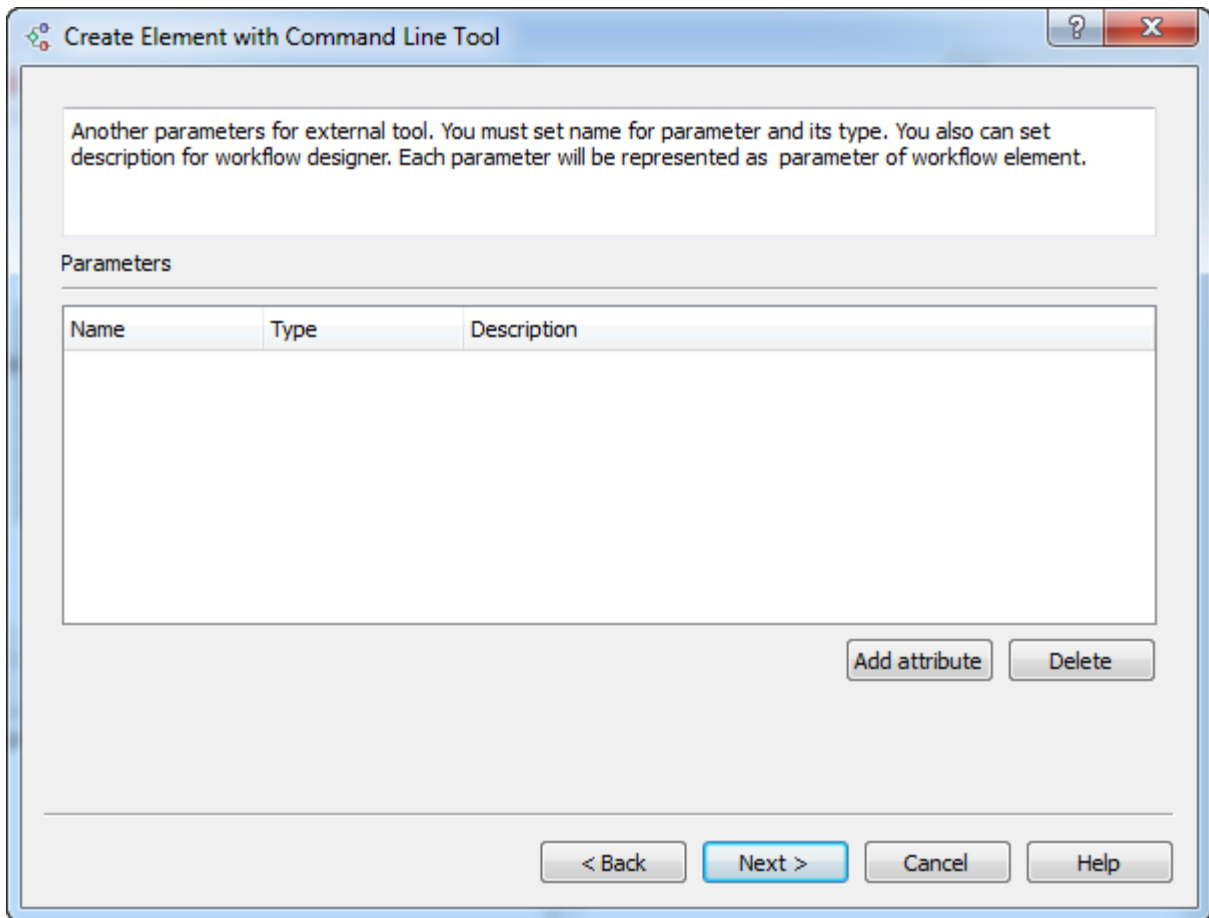 Create Element with Command Line Tool
Another parameters for external tool. You must set name for parameter and its type. You also can set
description for workflow designer. Each parameter will be represented as  parameter of workflow element.
Parameters
Name Type Description
Add attribute Delete
< Back Next > Cancel Help